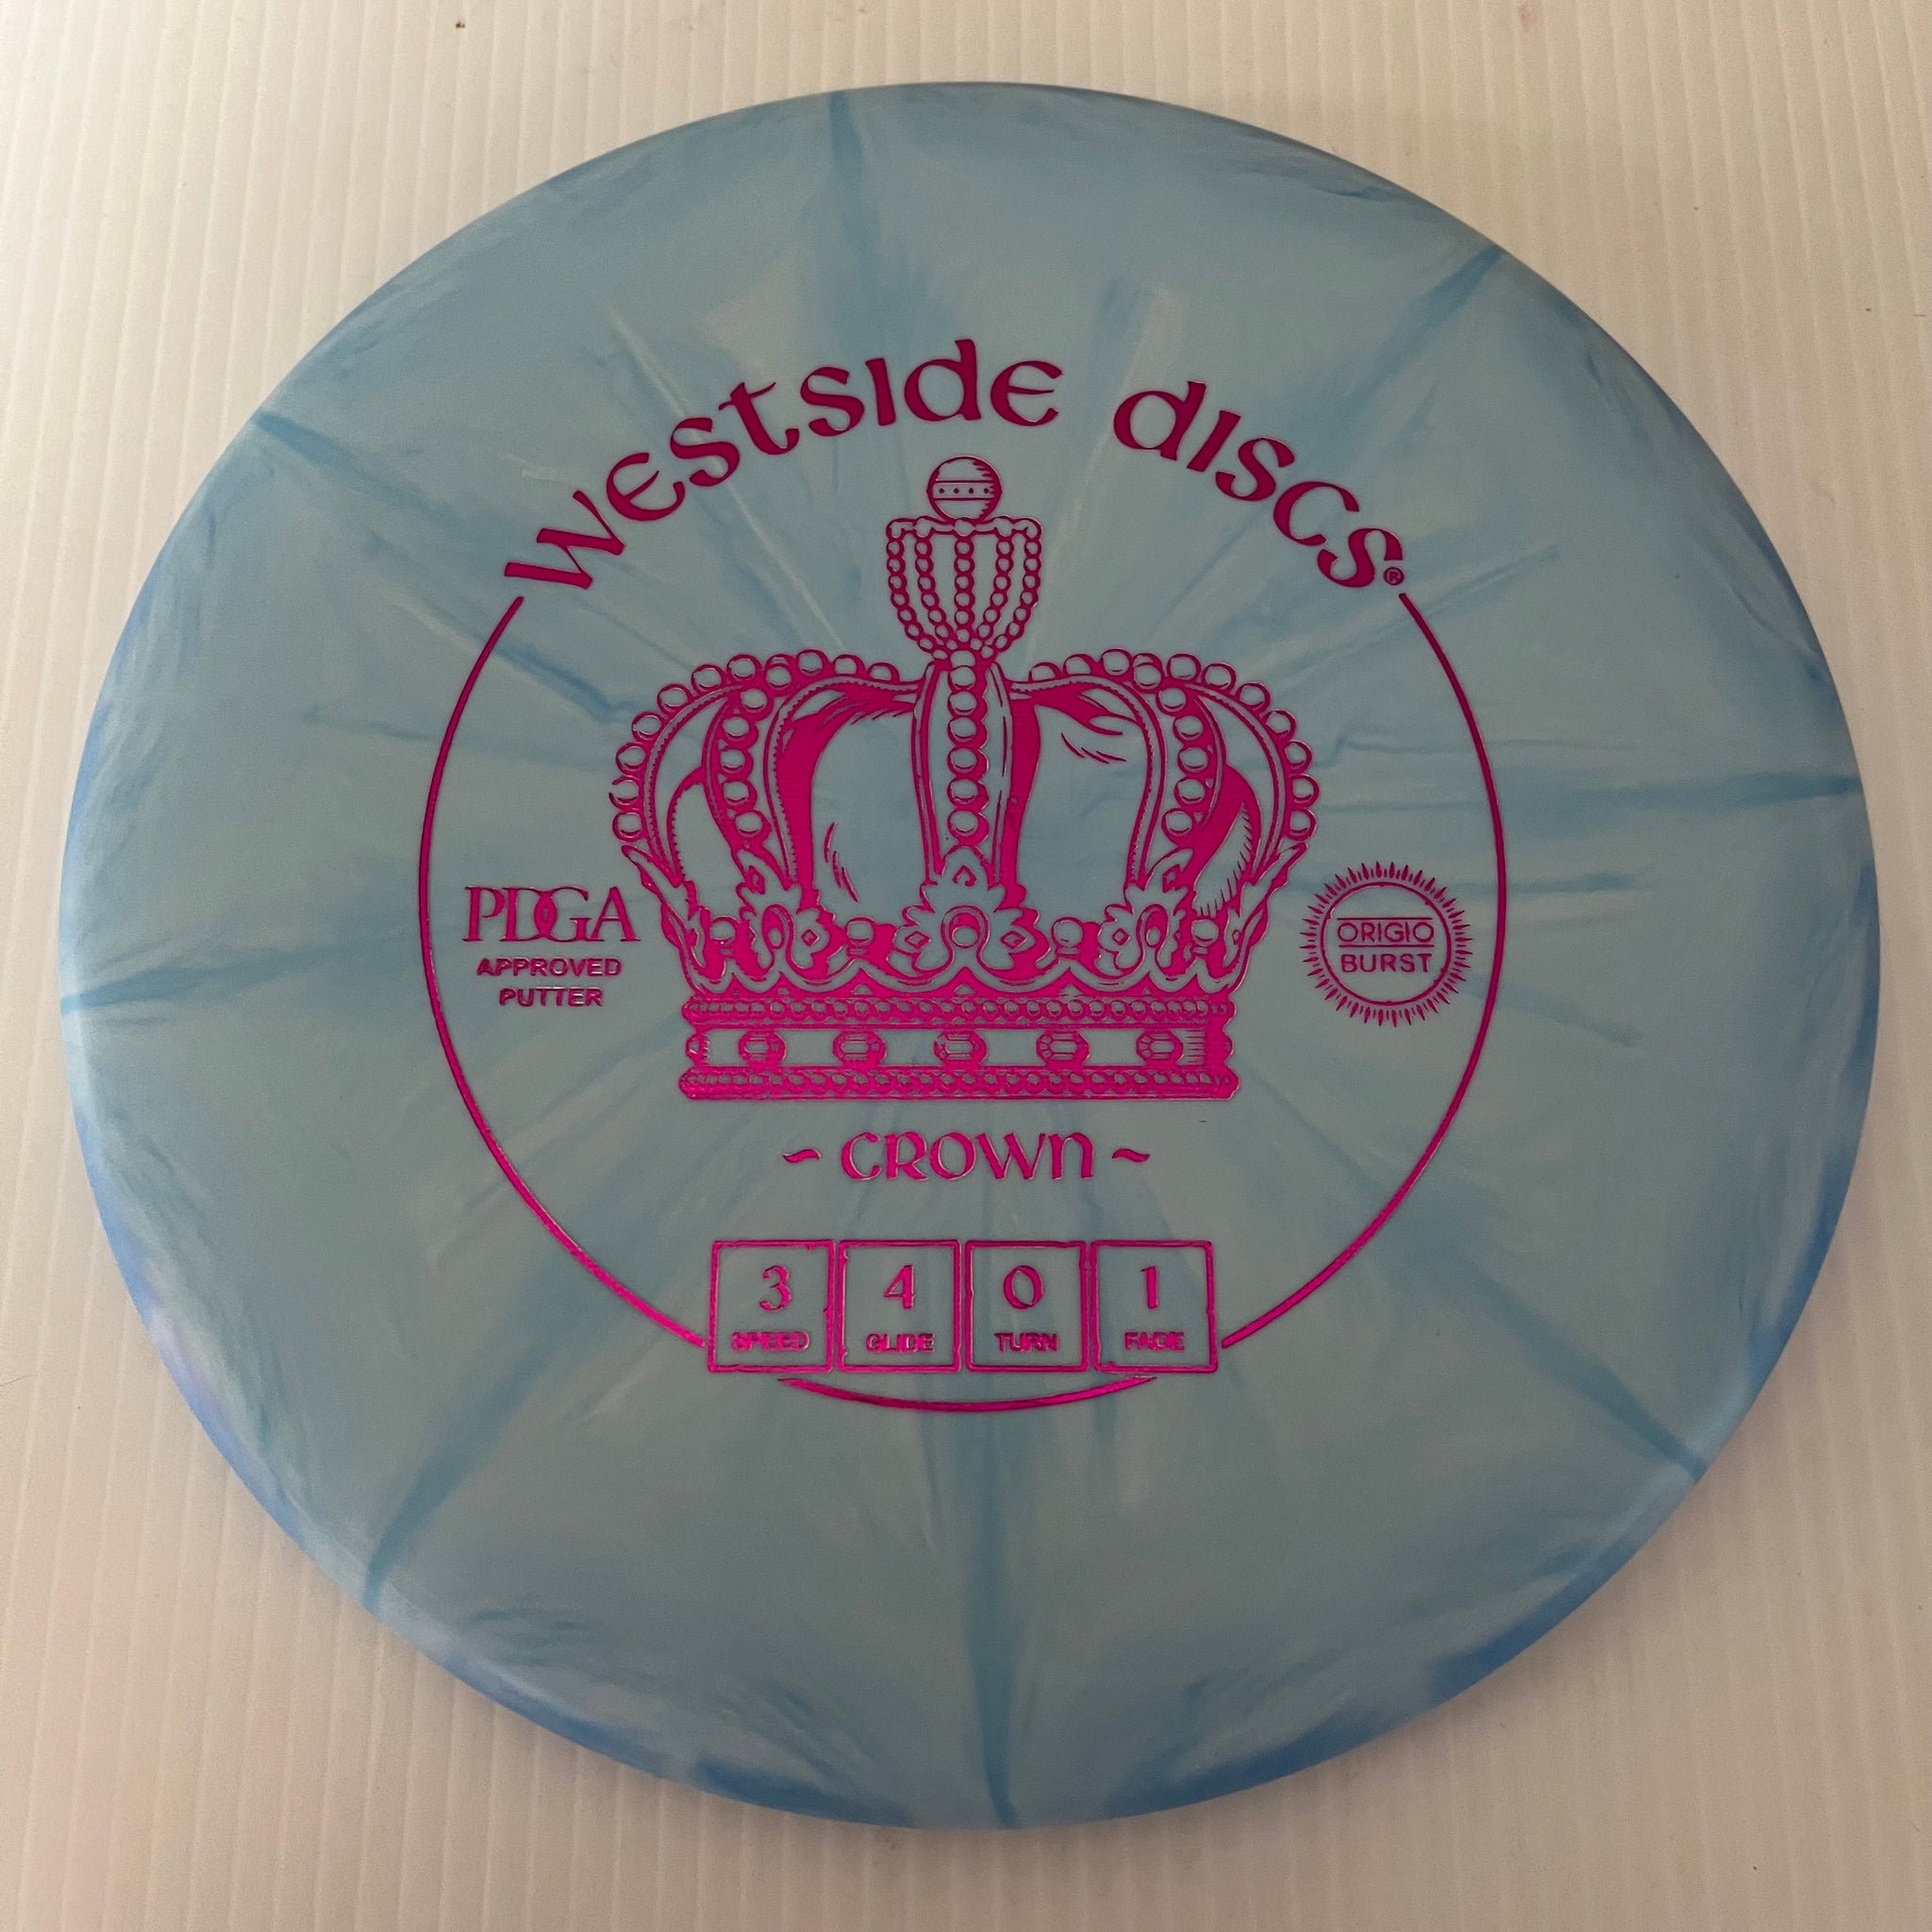 Westside discs®
PDGA
APPROVED
PUTTER
ORIGIO
BURST
~ CROWN ~
3 4 0 1
SPEED GLIDE TURN FADE